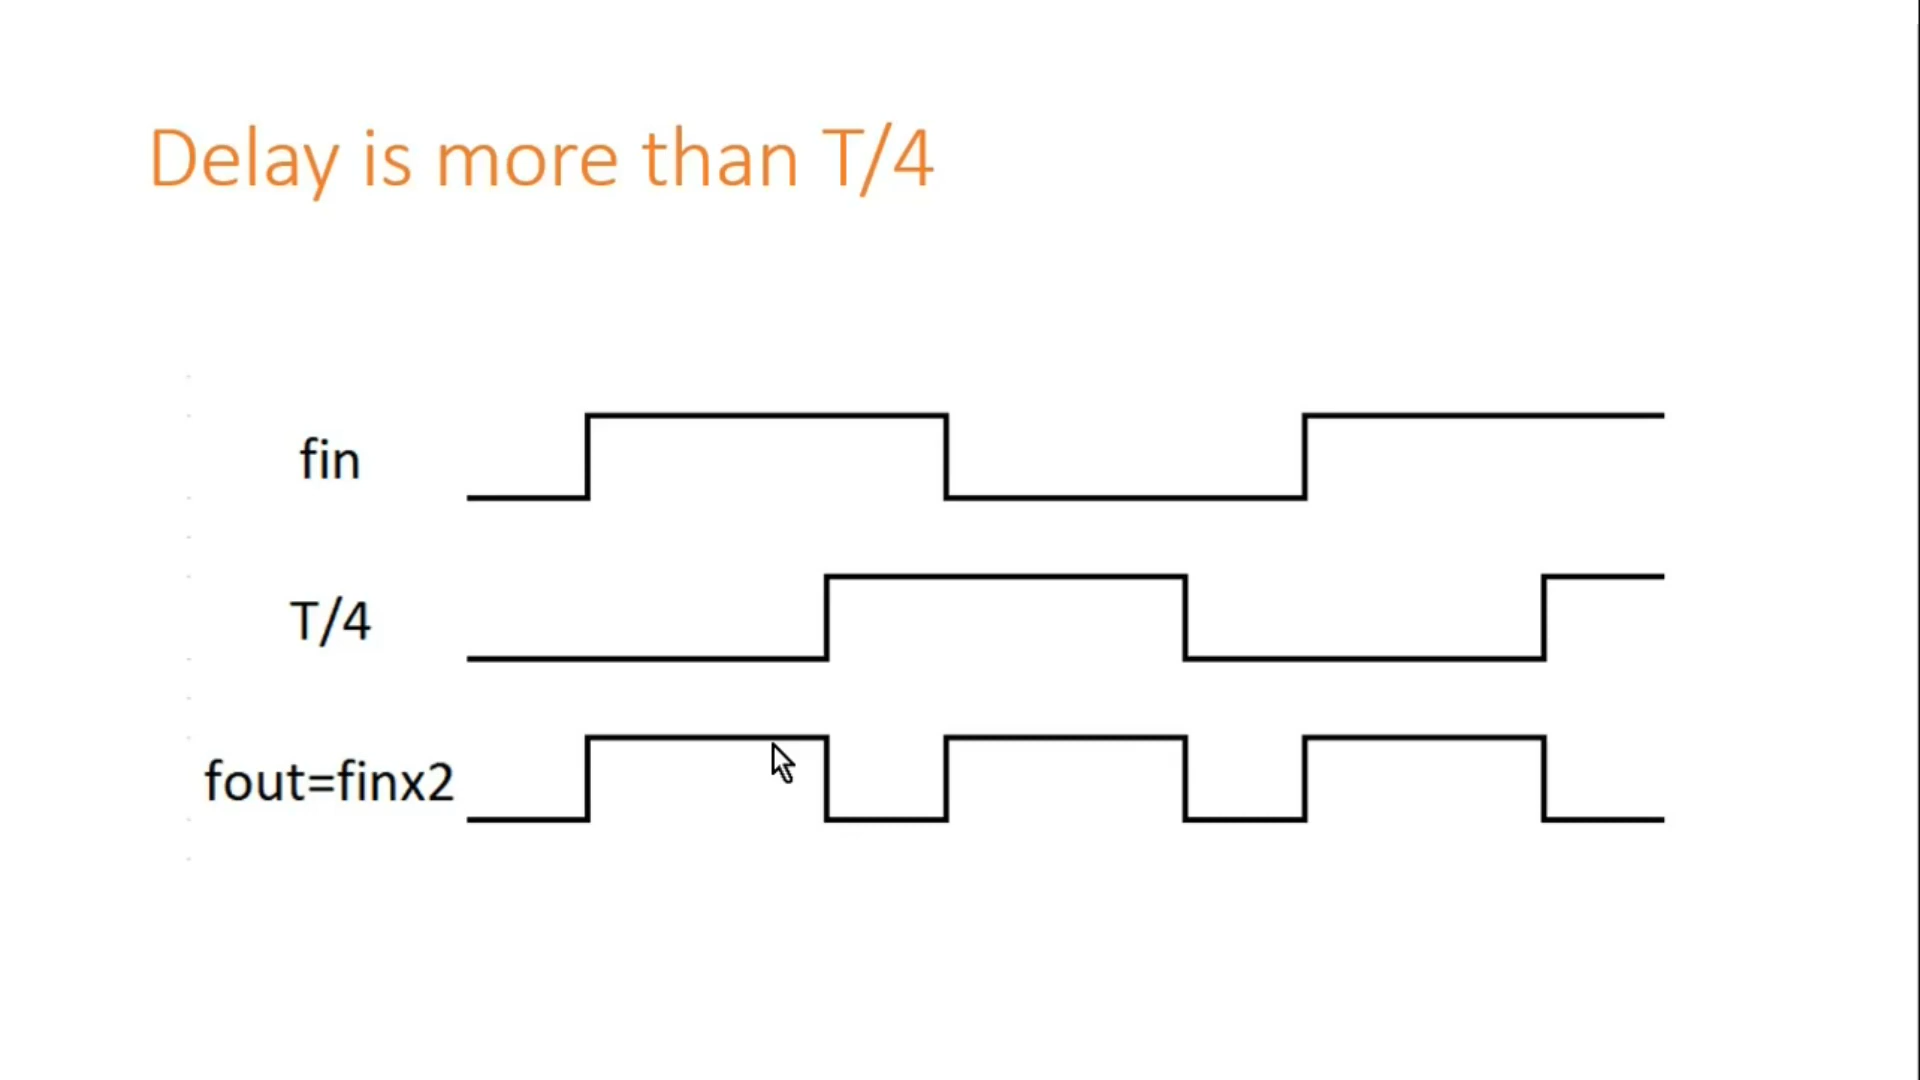 Delay is more than T/4
fin
T/4
fout=finx2